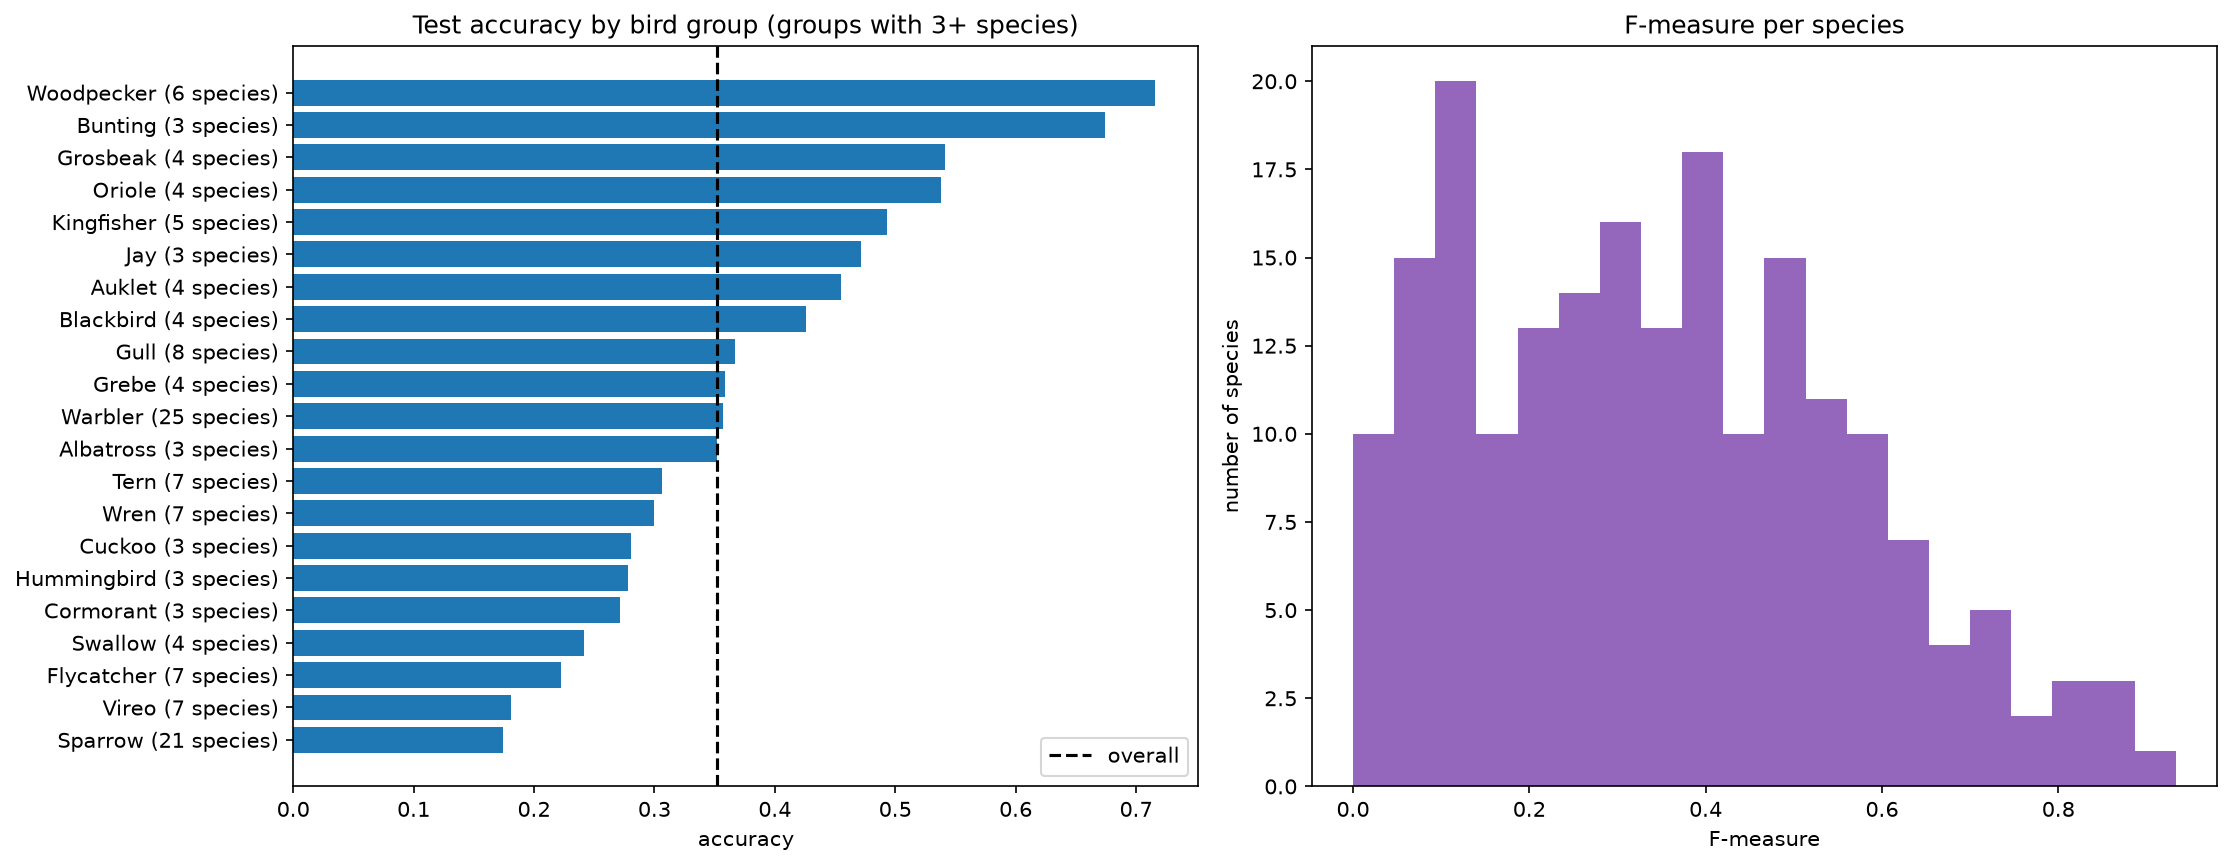 Test accuracy by bird group (groups with 3+ species)
Woodpecker (6 species)
Bunting (3 species)
Grosbeak (4 species)
Oriole (4 species)
Kingfisher (5 species)
Jay (3 species)
Auklet (4 species)
Blackbird (4 species)
Gull (8 species)
Grebe (4 species)
Warbler (25 species)
Albatross (3 species)
Tern (7 species)
Wren (7 species)
Cuckoo (3 species)
Hummingbird (3 species)
Cormorant (3 species)
Swallow (4 species)
Flycatcher (7 species)
Vireo (7 species)
Sparrow (21 species)
overall
0.0 0.1 0.2 0.3 0.4 0.5 0.6 0.7
accuracy
F-measure per species
20.0
17.5
15.0
12.5
10.0
7.5
5.0
2.5
0.0
number of species
0.0 0.2 0.4 0.6 0.8
F-measure